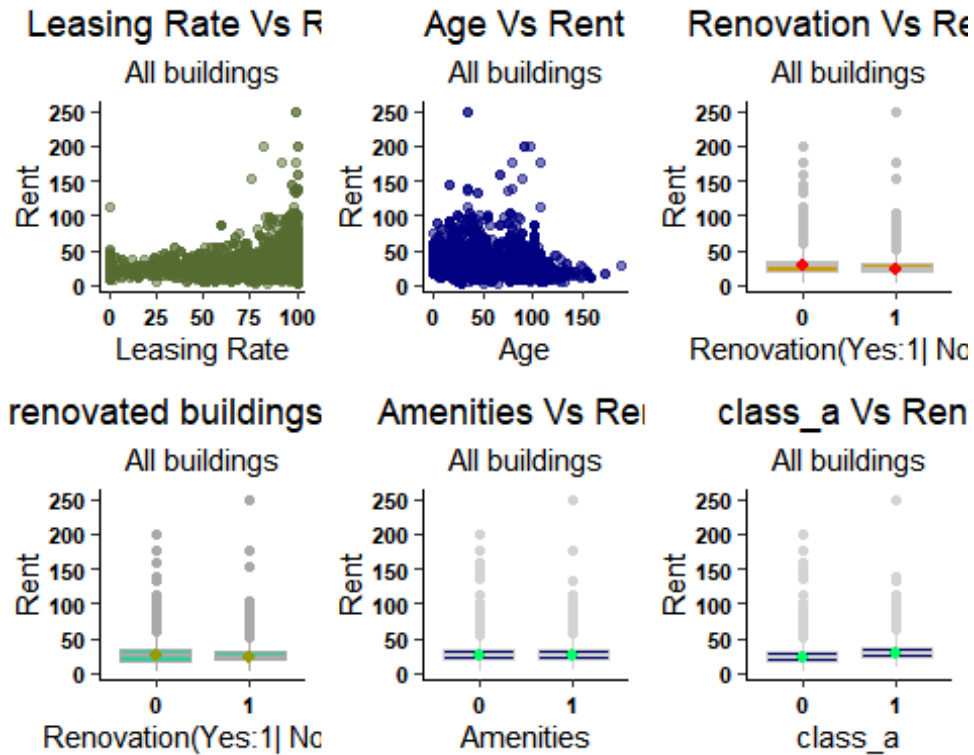 Leasing Rate Vs R
All buildings
250
200
150
100
50
0
Rent
0 25 50 75 100
Leasing Rate
Age Vs Rent
All buildings
250
200
150
100
50
0
Rent
0 50 100 150
Age
Renovation Vs Re
All buildings
250
200
150
100
50
0
Rent
0 1
Renovation(Yes:1| No
renovated buildings
All buildings
250
200
150
100
50
0
Rent
0 1
Renovation(Yes:1| No
Amenities Vs Rei
All buildings
250
200
150
100
50
0
Rent
0 1
Amenities
class_a Vs Ren
All buildings
250
200
150
100
50
0
Rent
0 1
class_a